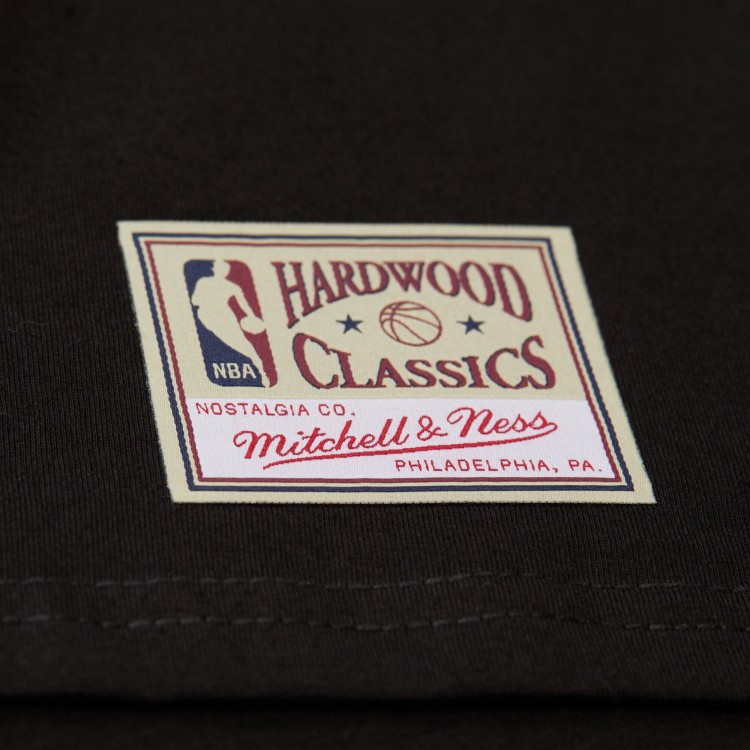 NBA
HARDWOOD
CLASSICS
NOSTALGIA CO.
Mitchell & Ness
PHILADELPHIA, PA.